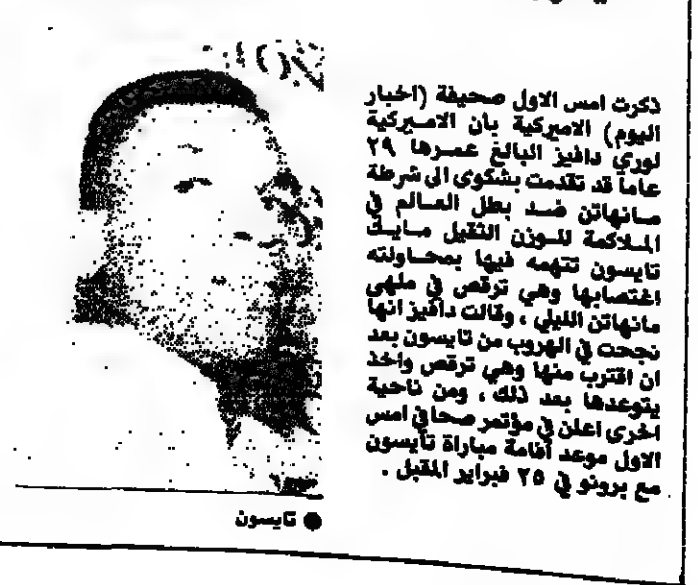 ذكرت امس الاول صحيفة (اخبار
اليوم) الاميركية بان الاميركية
لوري دافيز البالغ عمرها ٢٩
عاما قد تقدمت بشكوى الى شرطة
مانهاتن ضد بطل العالم في
الملاكمة للوزن الثقيل مايك
تايسون تتهمه فيها بمحاولته
اغتصابها وهي ترقص في ملهى
مانهاتن الليلي ، وقالت دافيز انها
نجحت في الهروب من تايسون بعد
ان اقترب منها وهي ترقص واخذ
يتوعدها بعد ذلك ، ومن ناحية
اخرى اعلن في مؤتمر صحافي امس
الاول موعد اقامة مباراة تايسون
مع برونو في ٢٥ فبراير المقبل .
● تايسون